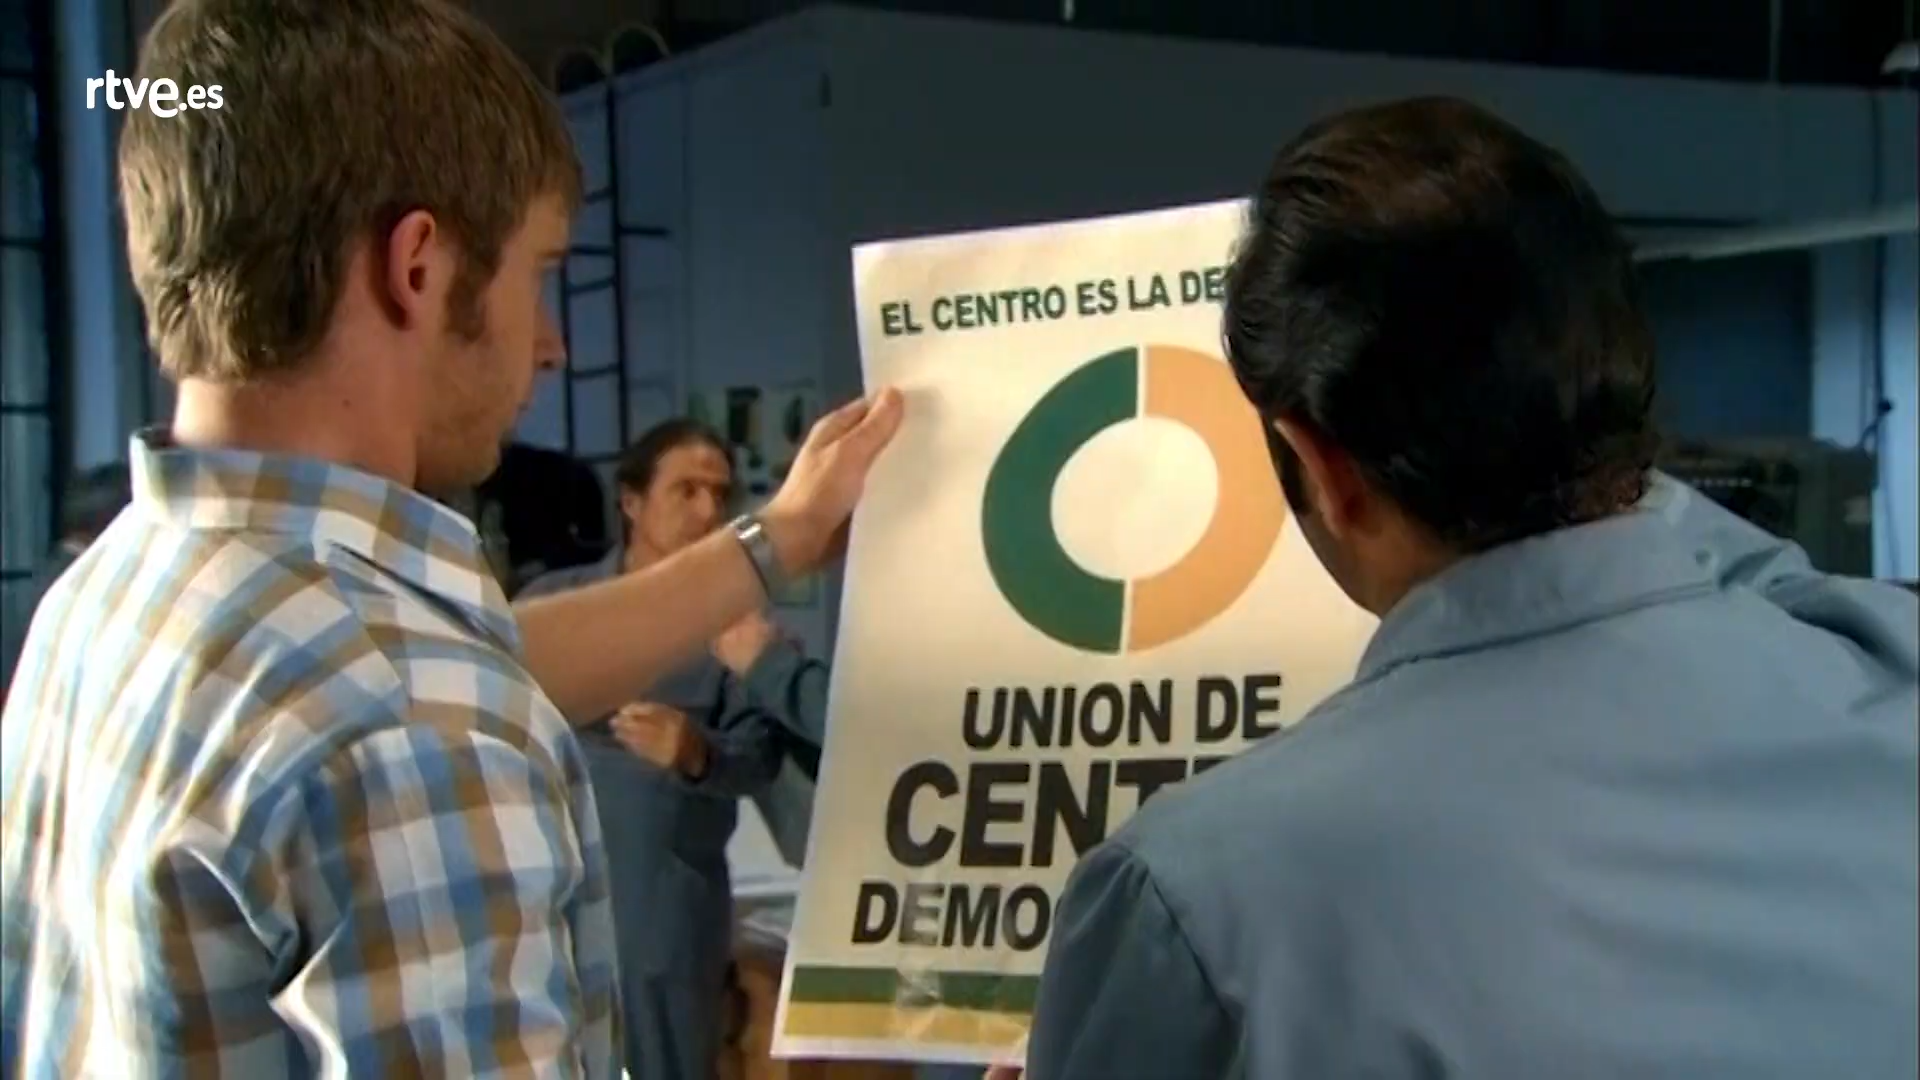 rtve.es
EL CENTRO ES LA DE
UNION DE
CENT
DEMO